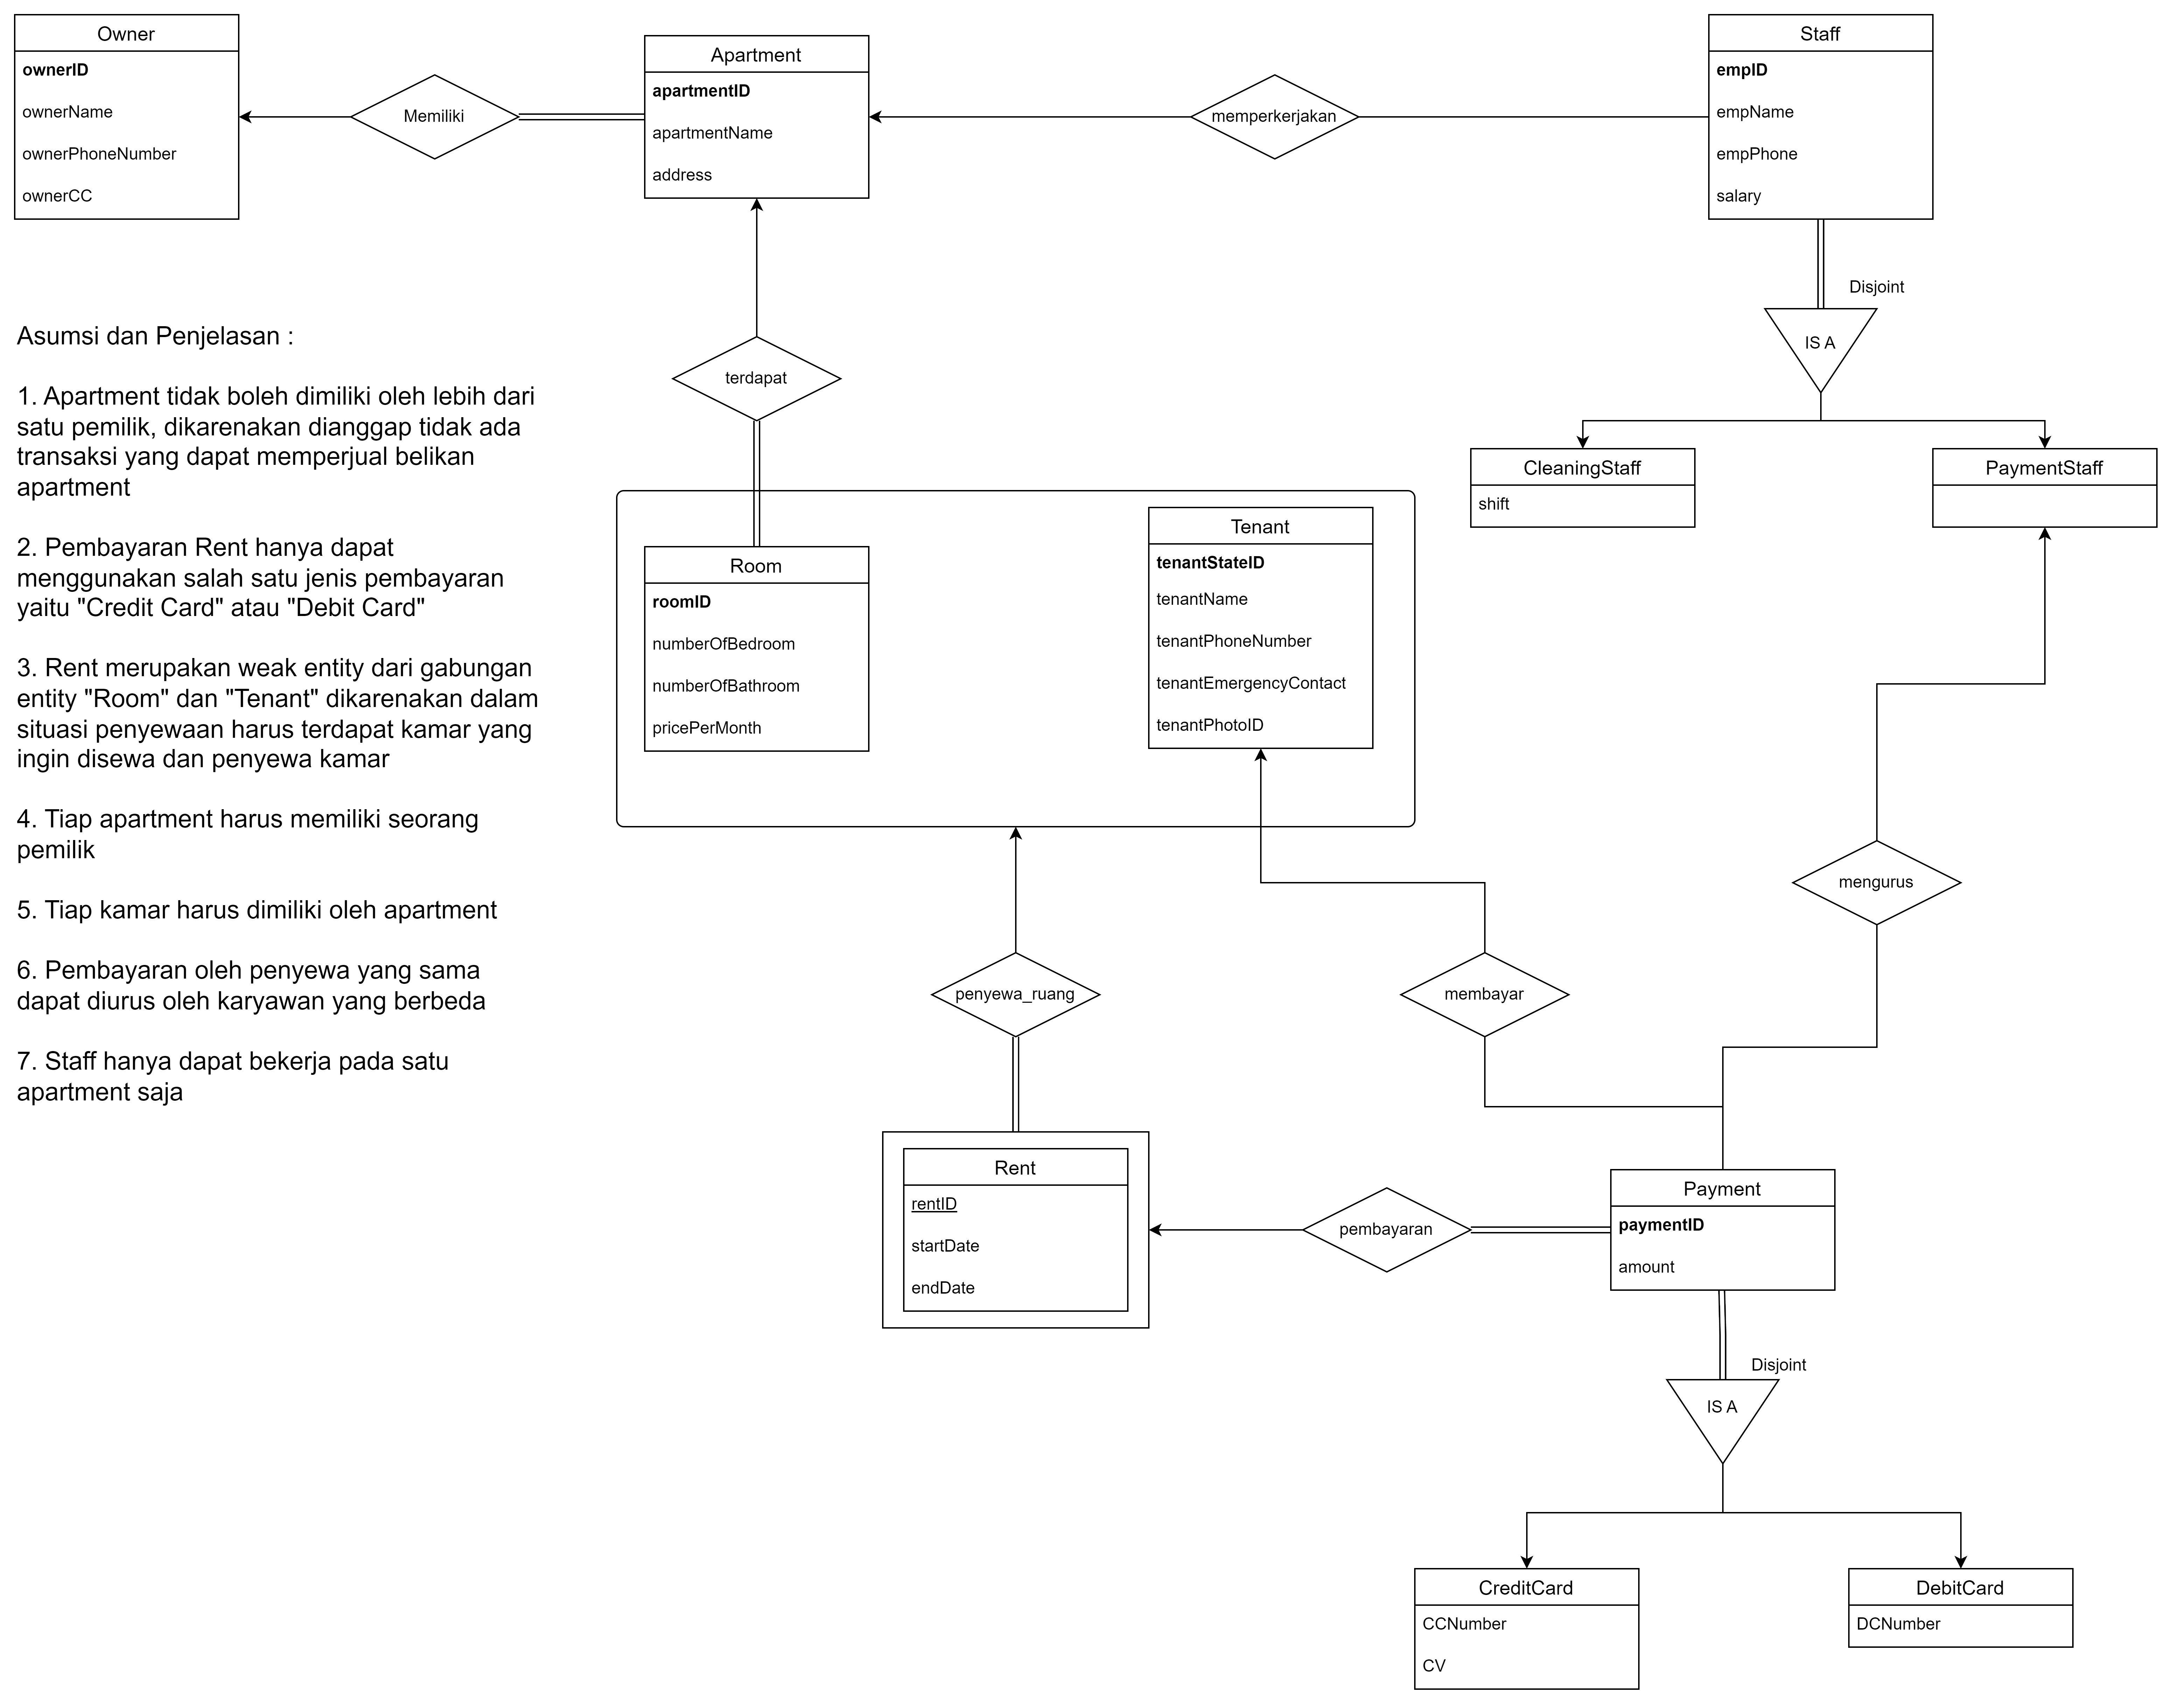 Owner
ownerID
ownerName
ownerPhoneNumber
ownerCC
Memiliki
Apartment
apartmentID
apartmentName
address
memperkerjakan
Staff
empID
empName
empPhone
salary
Disjoint
IS A
CleaningStaff
shift
PaymentStaff
terdapat
Asumsi dan Penjelasan :
1. Apartment tidak boleh dimiliki oleh lebih dari
satu pemilik, dikarenakan dianggap tidak ada
transaksi yang dapat memperjual belikan
apartment
2. Pembayaran Rent hanya dapat
menggunakan salah satu jenis pembayaran
yaitu "Credit Card" atau "Debit Card"
3. Rent merupakan weak entity dari gabungan
entity "Room" dan "Tenant" dikarenakan dalam
situasi penyewaan harus terdapat kamar yang
ingin disewa dan penyewa kamar
4. Tiap apartment harus memiliki seorang
pemilik
5. Tiap kamar harus dimiliki oleh apartment
6. Pembayaran oleh penyewa yang sama
dapat diurus oleh karyawan yang berbeda
7. Staff hanya dapat bekerja pada satu
apartment saja
Room
roomID
numberOfBedroom
numberOfBathroom
pricePerMonth
Tenant
tenantStateID
tenantName
tenantPhoneNumber
tenantEmergencyContact
tenantPhotoID
mengurus
penyewa_ruang
membayar
Rent
rentID
startDate
endDate
pembayaran
Payment
paymentID
amount
Disjoint
IS A
CreditCard
CCNumber
CV
DebitCard
DCNumber